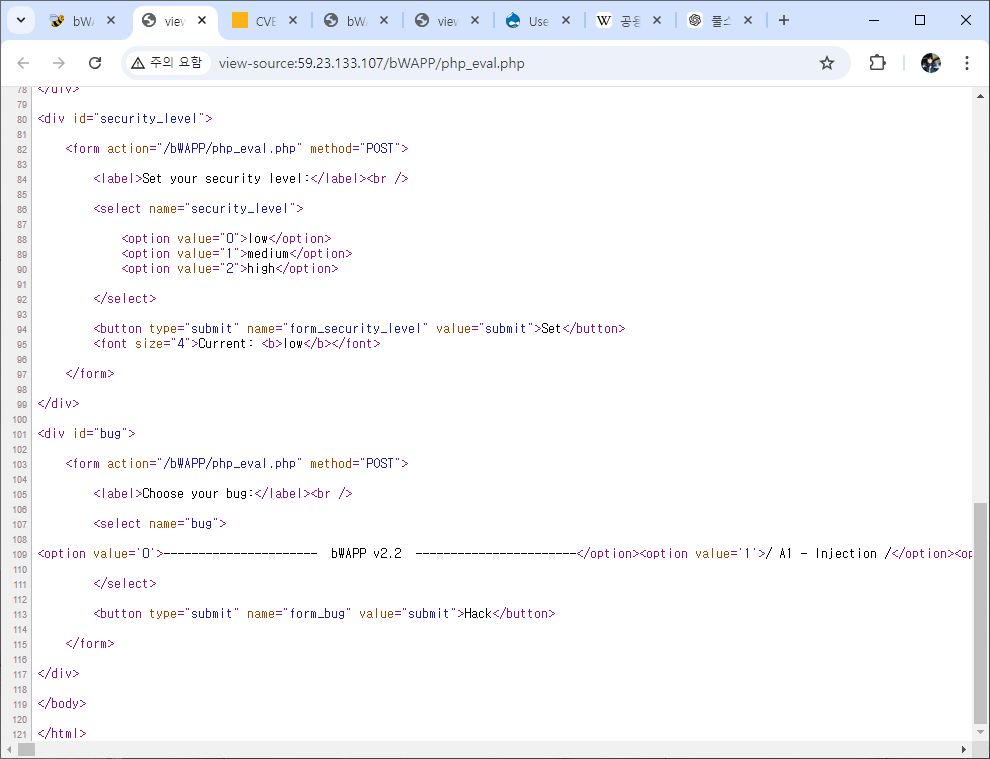 bWA
view
CVE
bWA
view
Use
공용
풀스
주의 요함
view-source:59.23.133.107/bWAPP/php_eval.php
78 </div>
79
80 <div id="security_level">
81
82 <form action="/bWAPP/php_eval.php" method="POST">
83
84 <label>Set your security level:</label><br />
85
86 <select name="security_level">
87
88 <option value="0">low</option>
89 <option value="1">medium</option>
90 <option value="2">high</option>
91
92 </select>
93
94 <button type="submit" name="form_security_level" value="submit">Set</button>
95 <font size="4">Current: <b>low</b></font>
96
97 </form>
98
99 </div>
100
101 <div id="bug">
102
103 <form action="/bWAPP/php_eval.php" method="POST">
104
105 <label>Choose your bug:</label><br />
106
107 <select name="bug">
108
109 <option value='0'>---------------------- bWAPP v2.2 -----------------------</option><option value='1'>/ A1 - Injection /</option><op
110
111 </select>
112
113 <button type="submit" name="form_bug" value="submit">Hack</button>
114
115 </form>
116
117 </div>
118
119 </body>
120
121 </html>